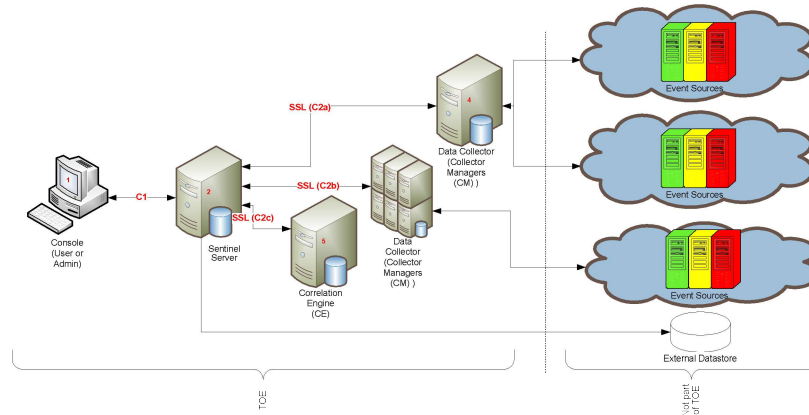 Event Sources
SSL (C2a)
4
Data Collector
(Collector
Managers
(CM) )
Event Sources
1
C1
2
SSL (C2b)
SSL (C2c)
Console
(User or
Admin)
Sentinel
Server
5
Data
Collector
(Collector
Managers
(CM) )
Correlation
Engine
(CE)
Event Sources
External Datastore
TOE
Not part
of TOE